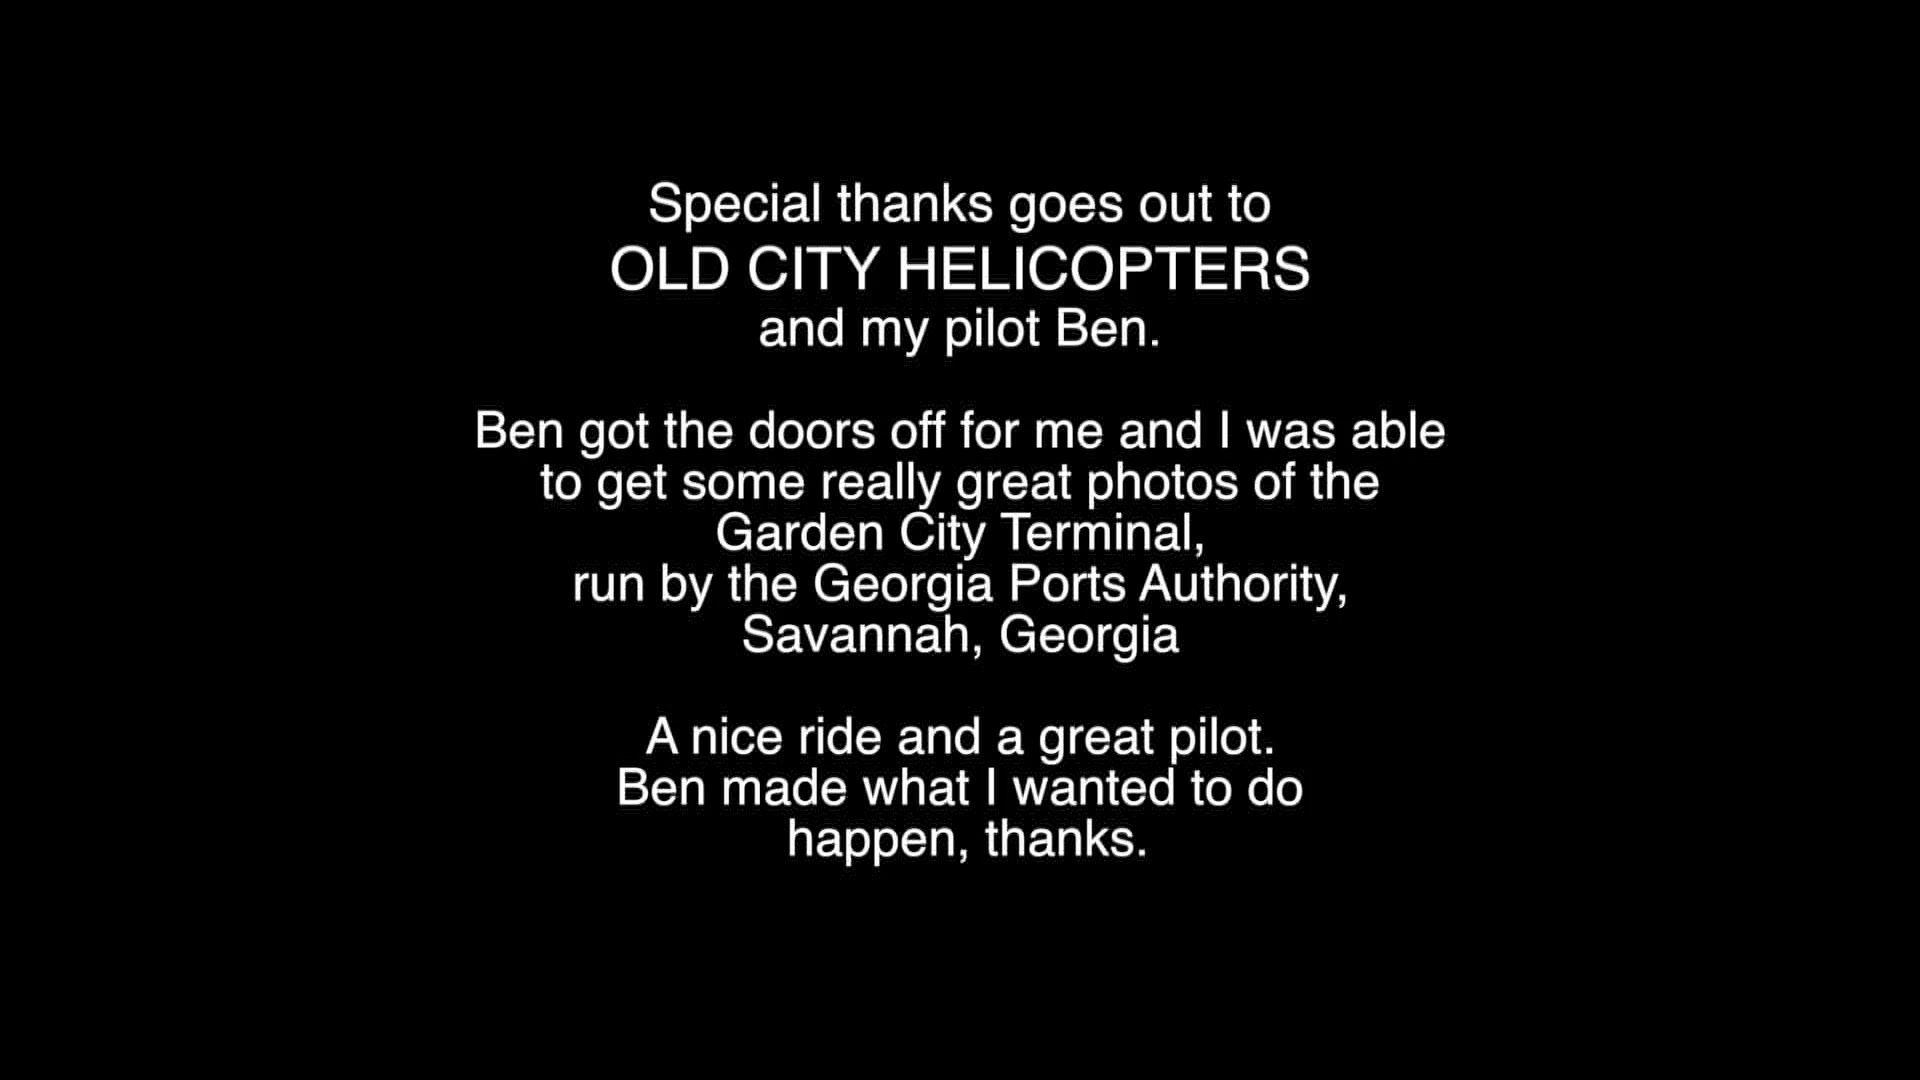 Special thanks goes out to
OLD CITY HELICOPTERS
and my pilot Ben.
Ben got the doors off for me and I was able
to get some really great photos of the
Garden City Terminal,
run by the Georgia Ports Authority,
Savannah, Georgia
A nice ride and a great pilot.
Ben made what I wanted to do
happen, thanks.